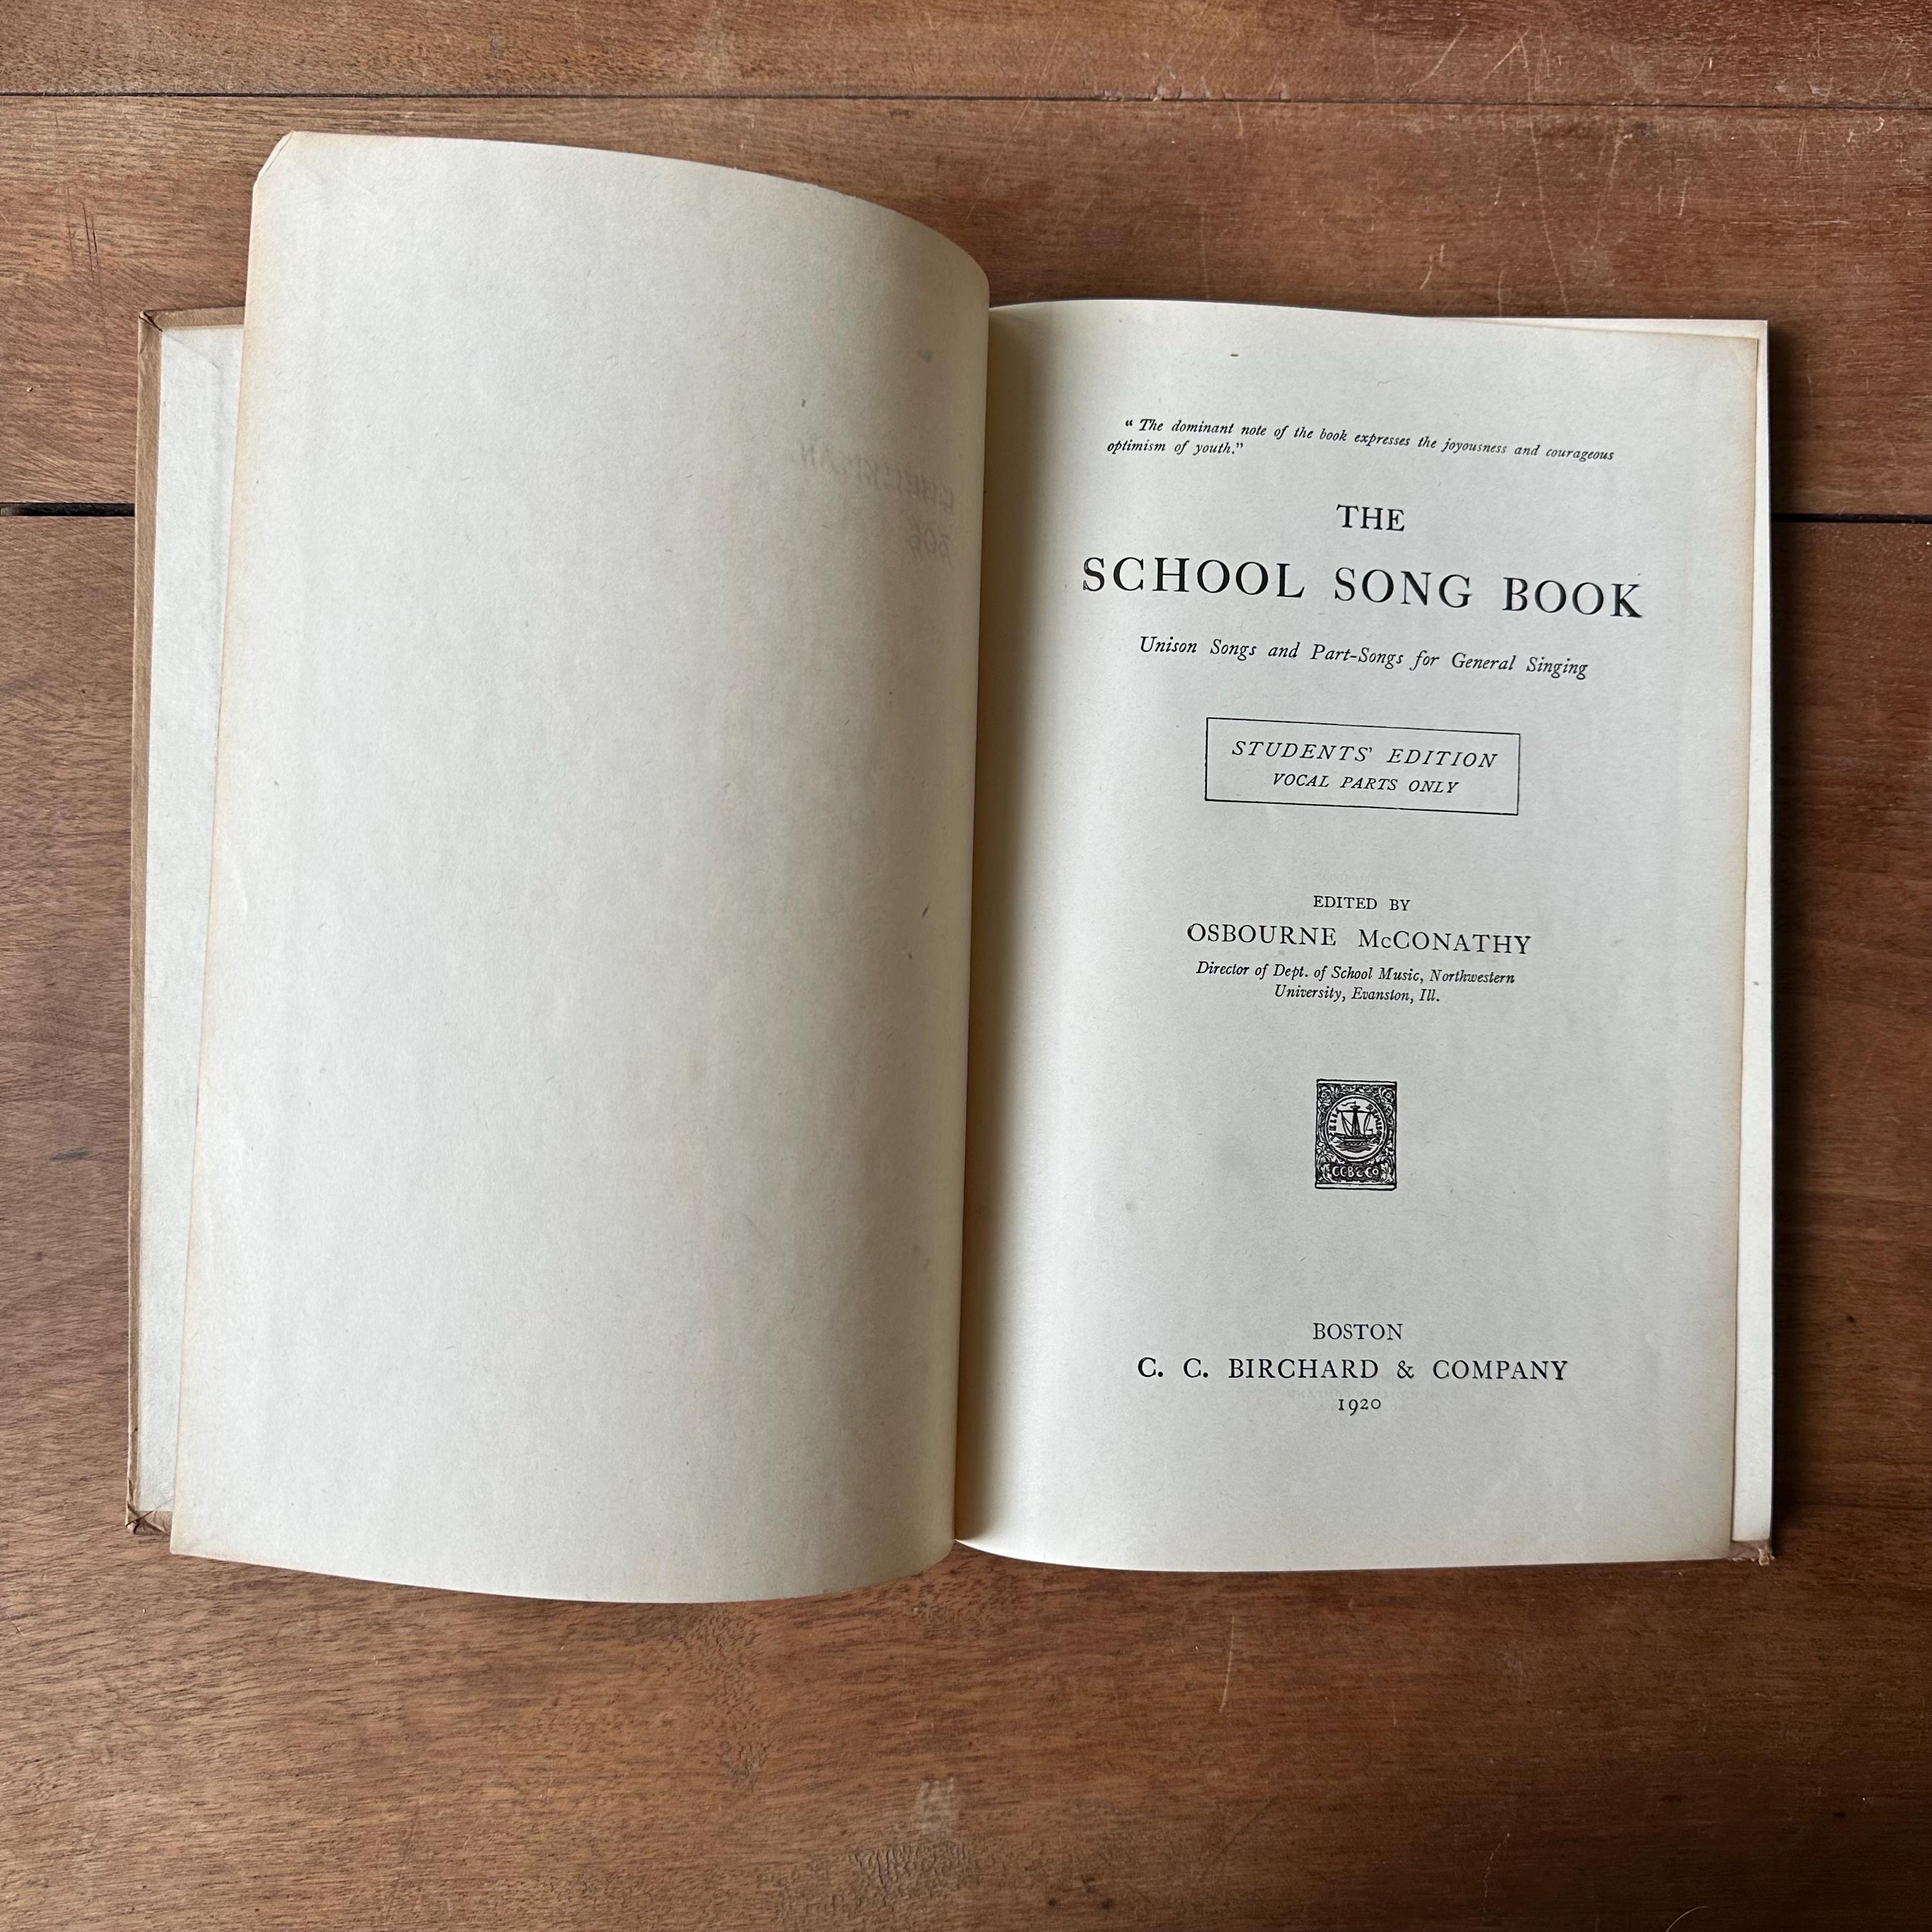 “ The dominant note of the book expresses the joyousness and courageous
optimism of youth.”
THE
SCHOOL SONG BOOK
Unison Songs and Part-Songs for General Singing
STUDENTS' EDITION
VOCAL PARTS ONLY
EDITED BY
OSBOURNE McCONATHY
Director of Dept. of School Music, Northwestern
University, Evanston, Ill.
CCB & Co
BOSTON
C. C. BIRCHARD & COMPANY
1920